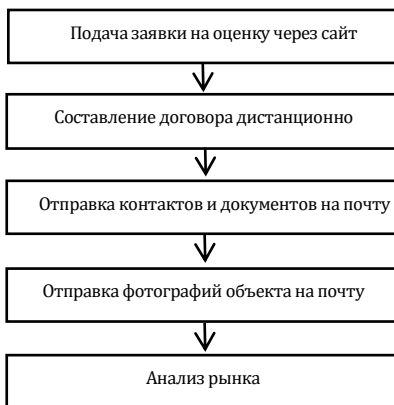 Подача заявки на оценку через сайт
Составление договора дистанционно
Отправка контактов и документов на почту
Отправка фотографий объекта на почту
Анализ рынка